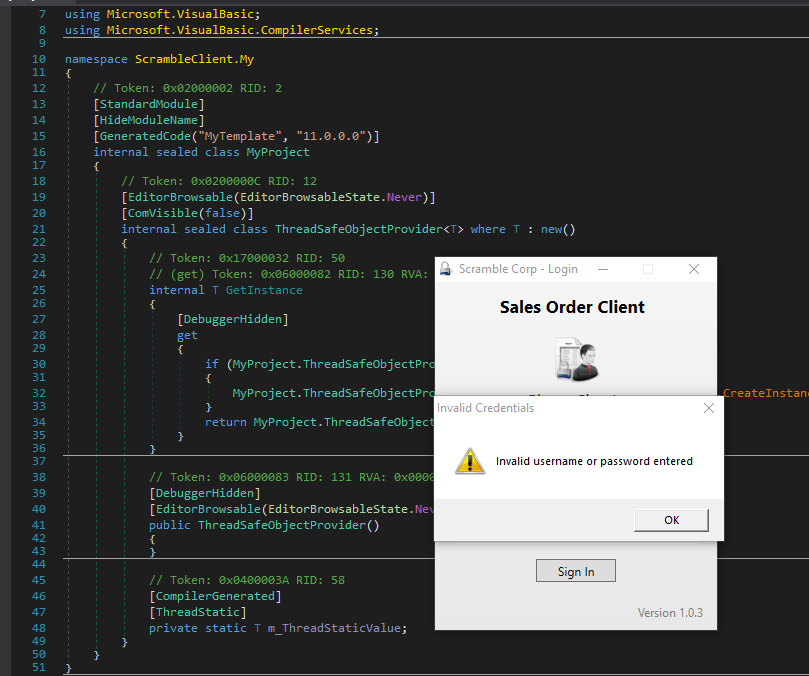 7 using Microsoft.VisualBasic;
8 using Microsoft.VisualBasic.CompilerServices;
9
10 namespace ScrambleClient.My
11 {
12 // Token: 0x02000002 RID: 2
13 [StandardModule]
14 [HideModuleName]
15 [GeneratedCode("MyTemplate", "11.0.0.0")]
16 internal sealed class MyProject
17 {
18 // Token: 0x0200000C RID: 12
19 [EditorBrowsable(EditorBrowsableState.Never)]
20 [ComVisible(false)]
21 internal sealed class ThreadSafeObjectProvider<T> where T : new()
22 {
23 // Token: 0x17000032 RID: 50
24 // (get) Token: 0x06000082 RID: 130 RVA:
25 internal T GetInstance
26 {
27 [DebuggerHidden]
28 get
29 {
30 if (MyProject.ThreadSafeObjectPro
31 {
32 MyProject.ThreadSafeObjectPro CreateInstan
33 }
34 return MyProject.ThreadSafeObject
35 }
36 }
37
38 // Token: 0x06000083 RID: 131 RVA: 0x0000
39 [DebuggerHidden]
40 [EditorBrowsable(EditorBrowsableState.Nev
41 public ThreadSafeObjectProvider()
42 {
43 }
44
45 // Token: 0x0400003A RID: 58
46 [CompilerGenerated]
47 [ThreadStatic]
48 private static T m_ThreadStaticValue;
49 }
50 }
51 }
Scramble Corp - Login
Sales Order Client
Invalid Credentials
Invalid username or password entered
OK
Sign In
Version 1.0.3